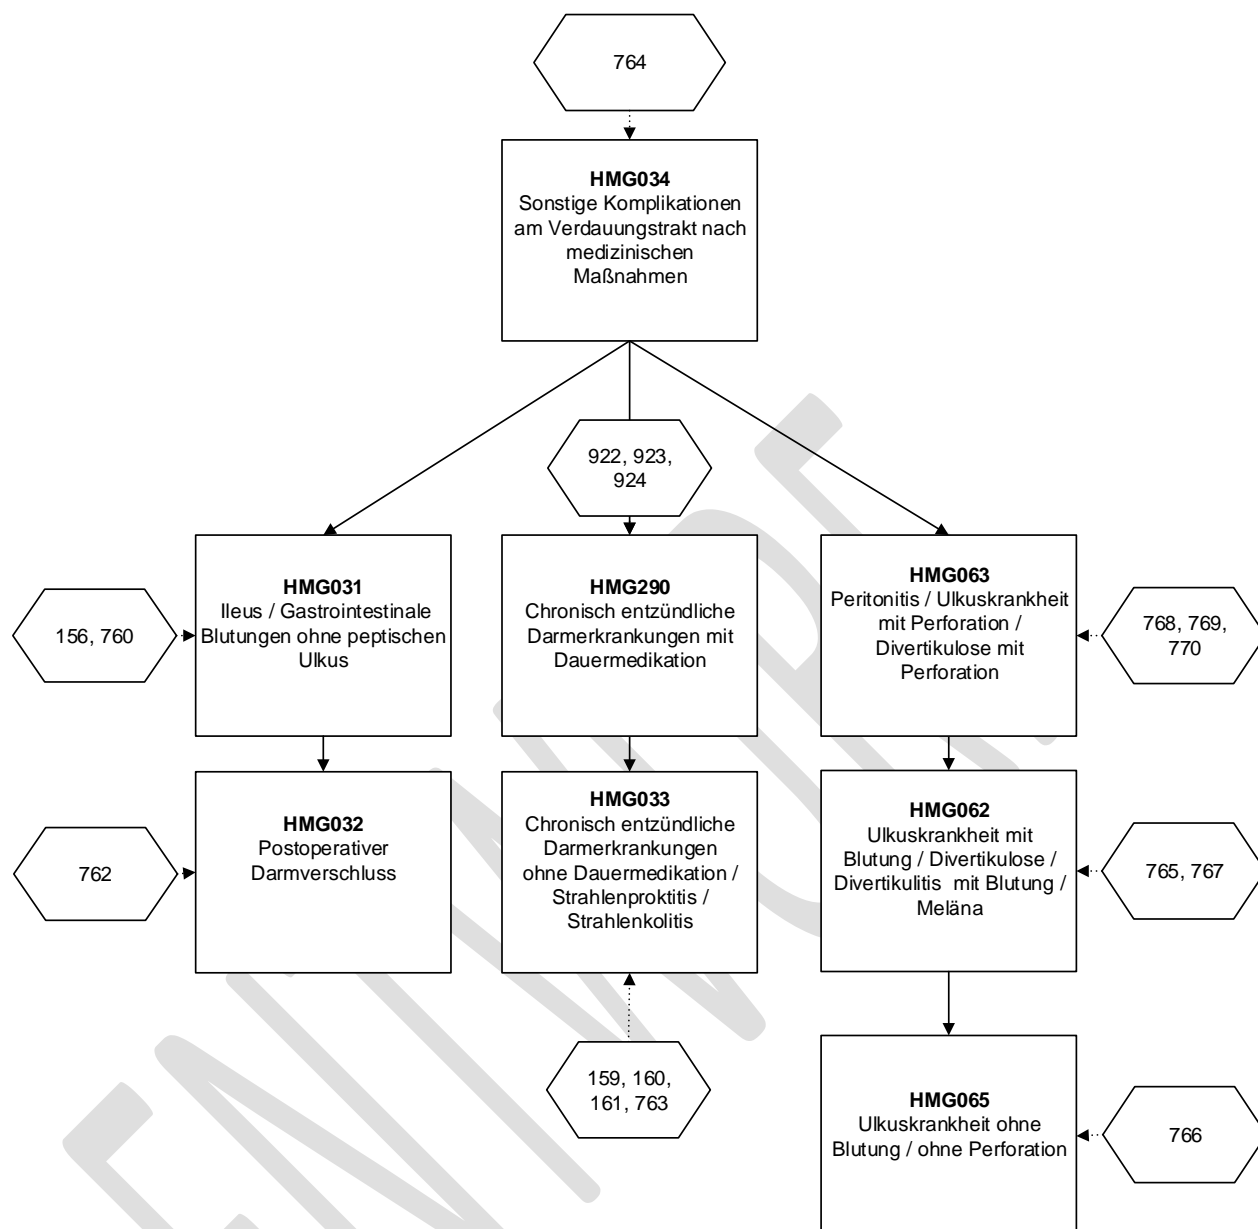 764
HMG034
Sonstige Komplikationen
am Verdauungstrakt nach
medizinischen
Maßnahmen
922, 923,
924
HMG031
Ileus / Gastrointestinale
Blutungen ohne peptischen
Ulkus
156, 760
HMG290
Chronisch entzündliche
Darmerkrankungen mit
Dauermedikation
HMG063
Peritonitis / Ulkuskrankheit
mit Perforation /
Divertikulose mit
Perforation
768, 769,
770
HMG032
Postoperativer
Darmverschluss
762
HMG033
Chronisch entzündliche
Darmerkrankungen
ohne Dauermedikation /
Strahlenproktitis /
Strahlenkolitis
159, 160,
161, 763
HMG062
Ulkuskrankheit mit
Blutung / Divertikulose /
Divertikulitis mit Blutung /
Meläna
765, 767
HMG065
Ulkuskrankheit ohne
Blutung / ohne Perforation
766